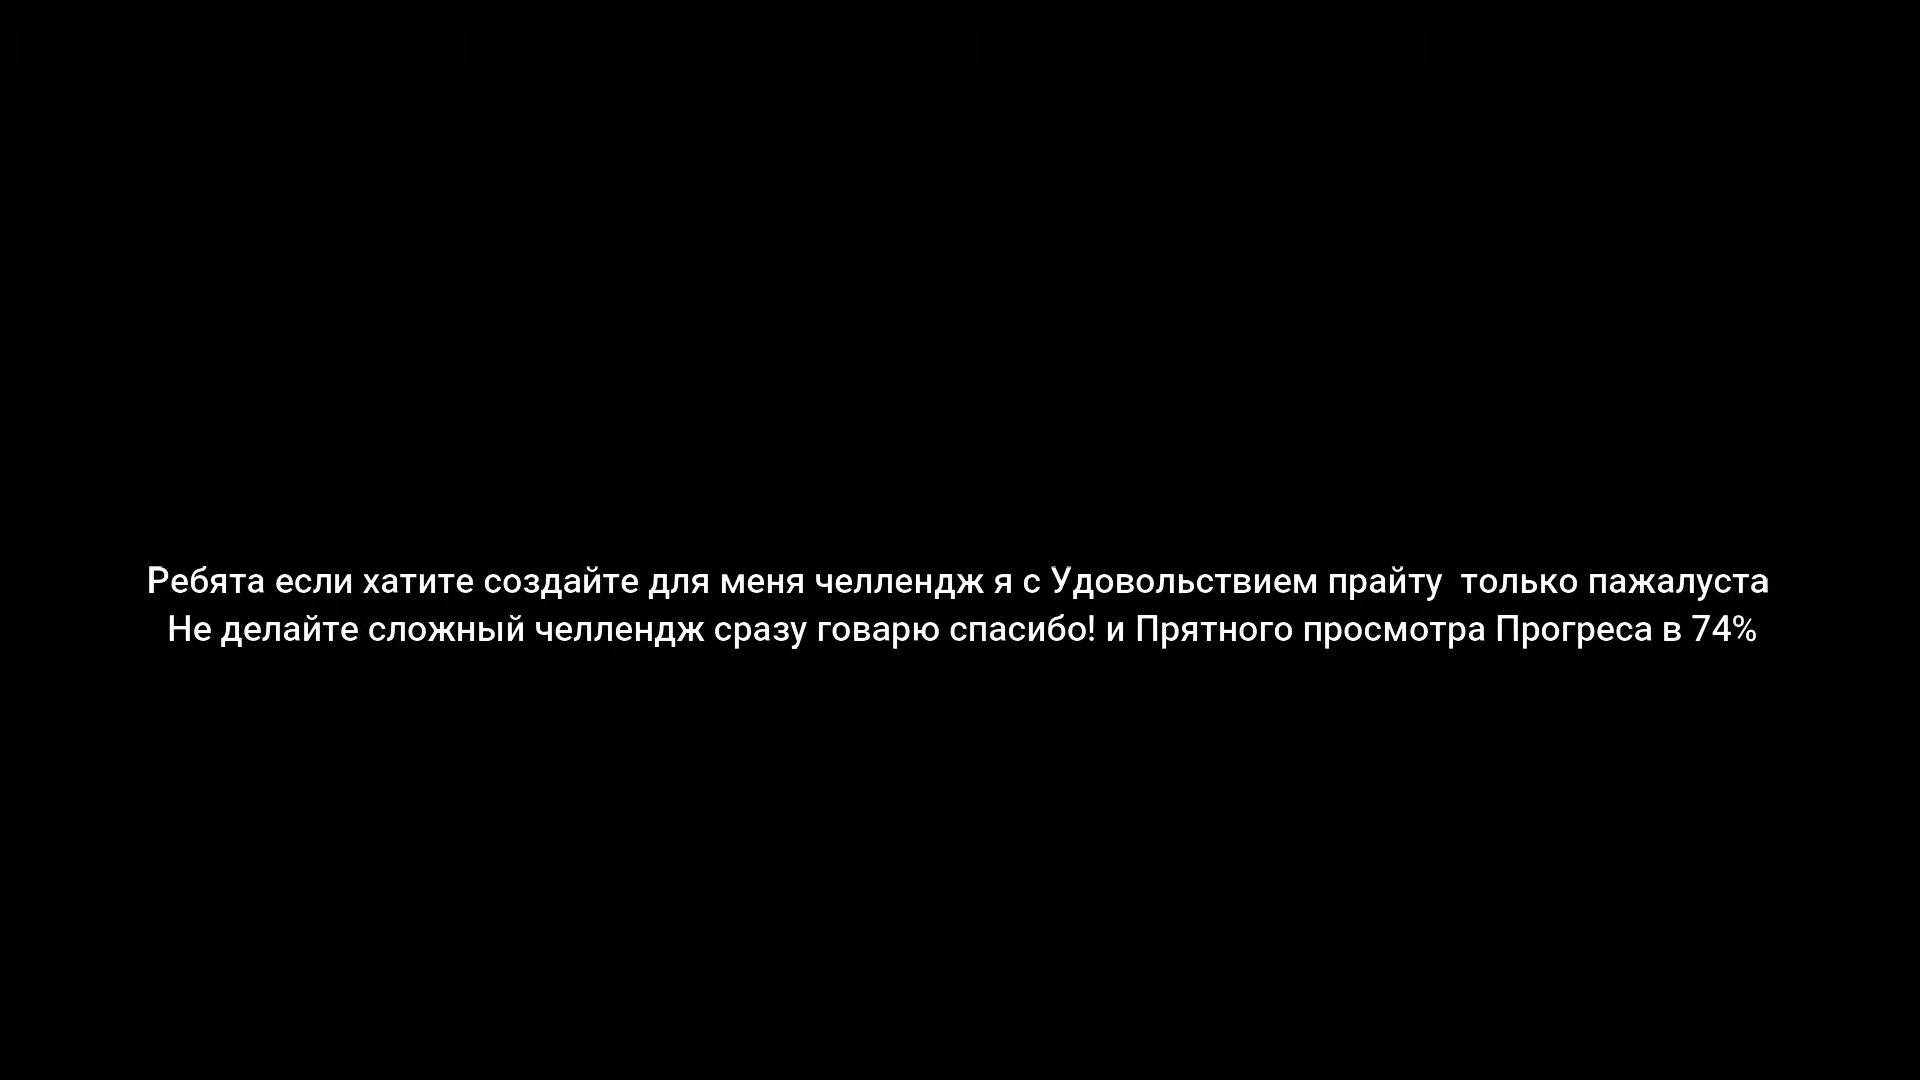 Ребята если хатите создайте для меня челлендж я с Удовольствием прайту только пажалуста
Не делайте сложный челлендж сразу говарю спасибо! и Прятного просмотра Прогреса в 74%